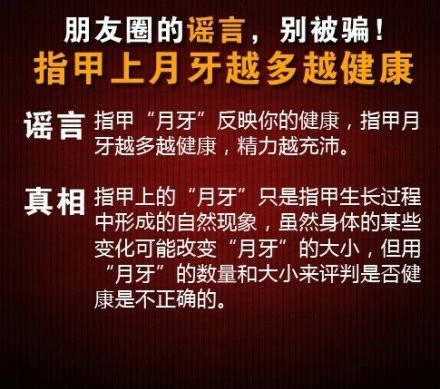 朋友圈的谣言，别被骗！
指甲上月牙越多越健康
谣言 指甲“月牙”反映你的健康，指甲月
牙越多越健康，精力越充沛。
真相 指甲上的“月牙”只是指甲生长过程
中形成的自然现象，虽然身体的某些
变化可能改变“月牙”的大小，但用
“月牙”的数量和大小来评判是否健
康是不正确的。